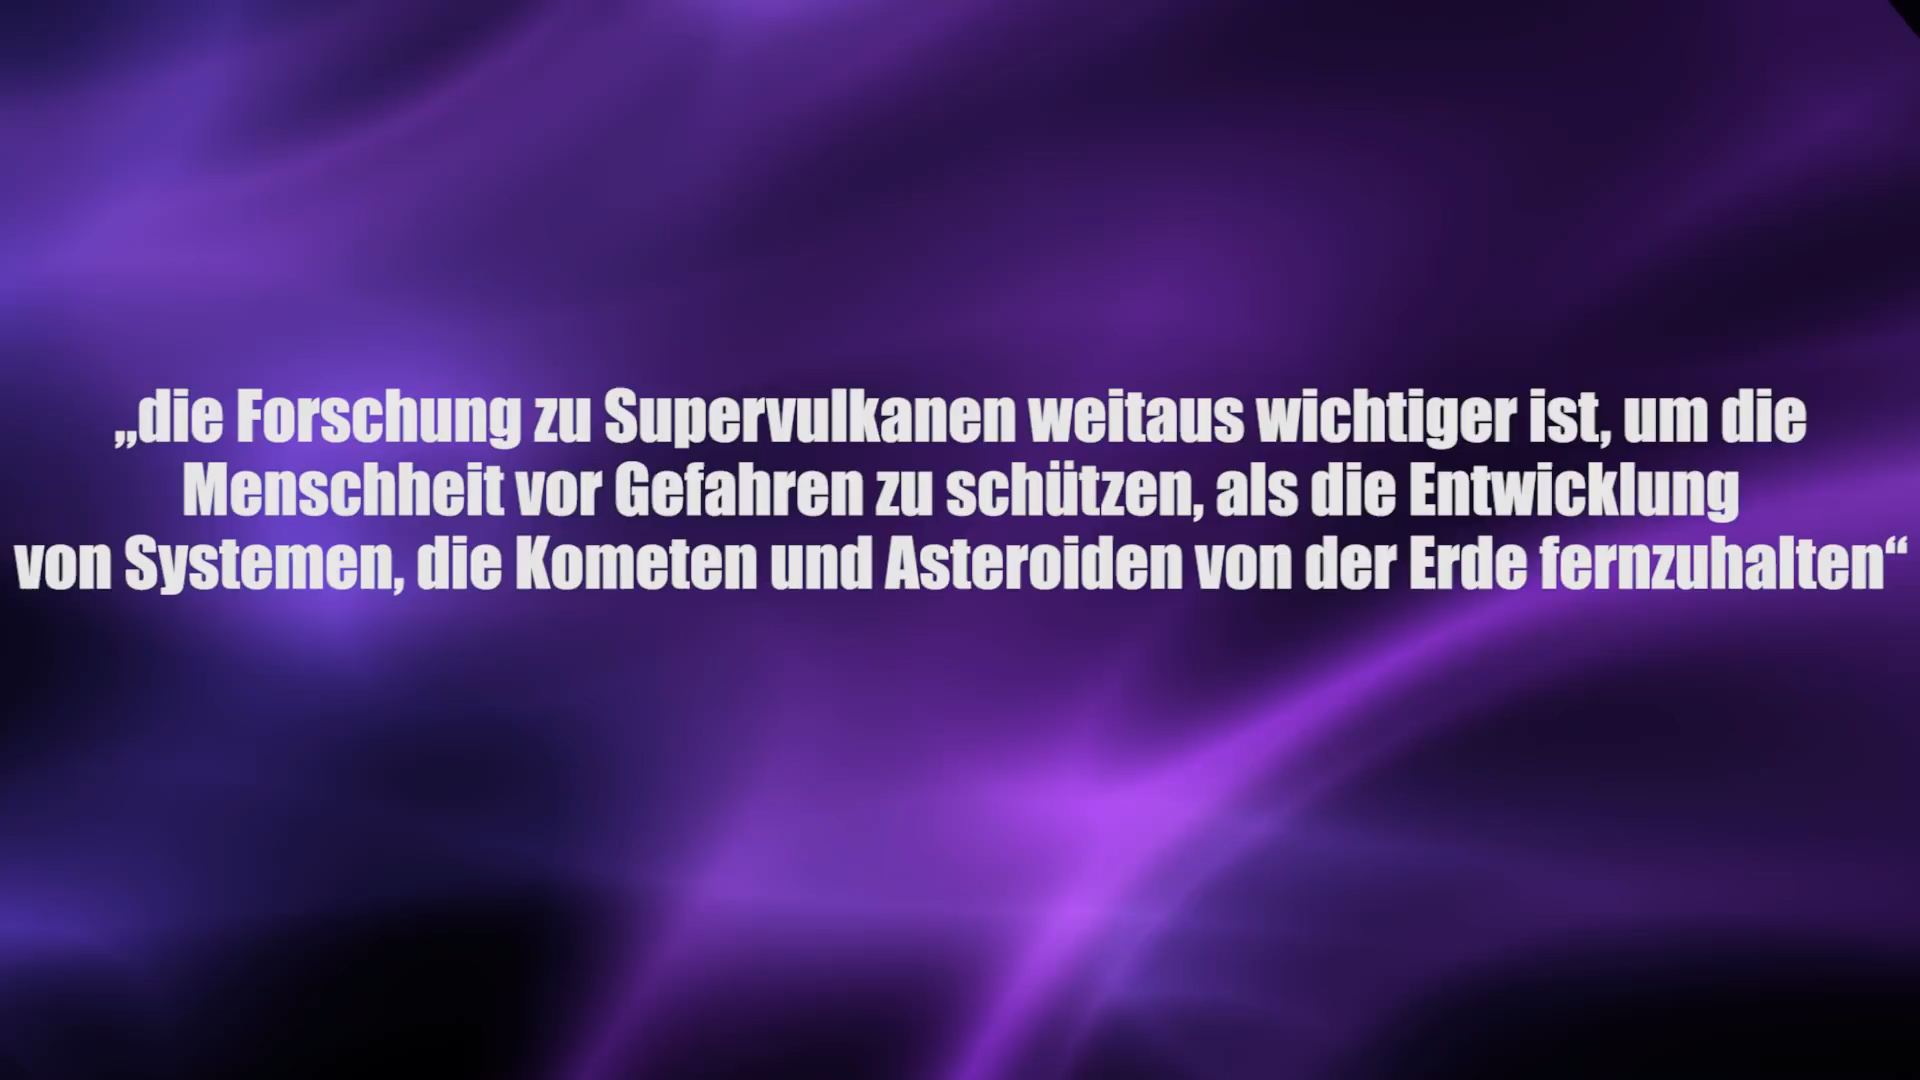 „die Forschung zu Supervulkanen weitaus wichtiger ist, um die
Menschheit vor Gefahren zu schützen, als die Entwicklung
von Systemen, die Kometen und Asteroiden von der Erde fernzuhalten“